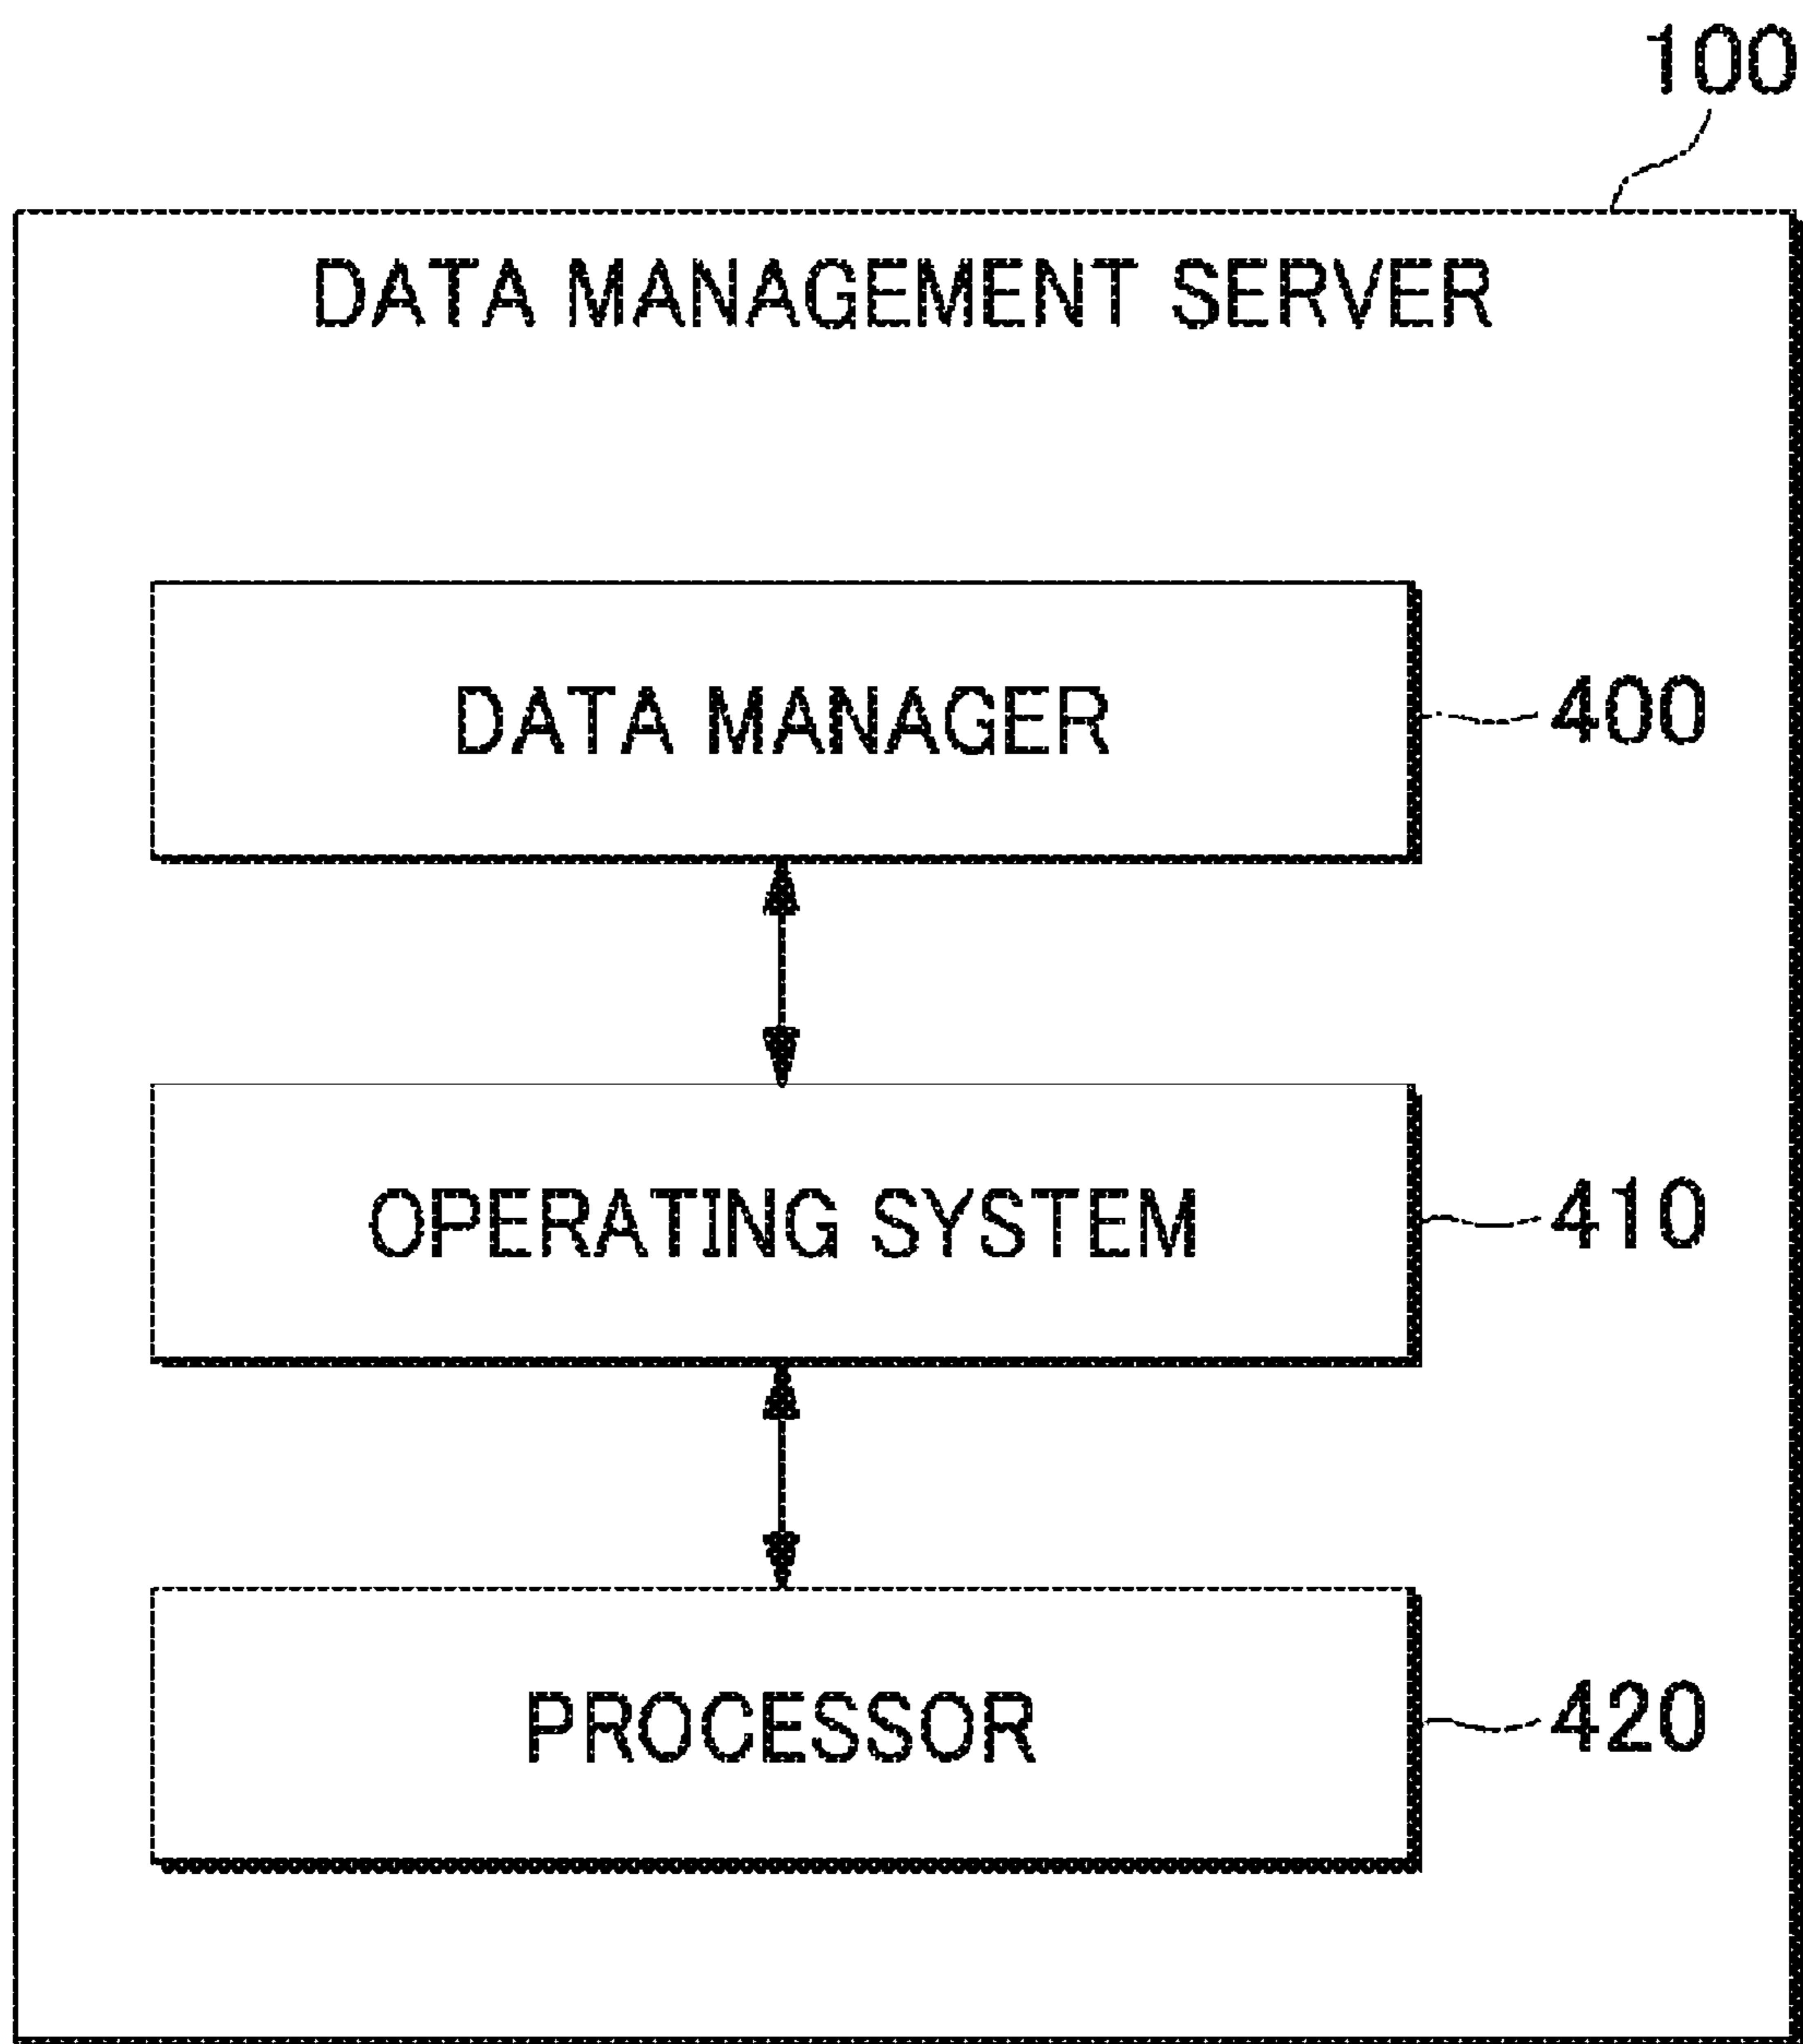 100
DATA MANAGEMENT SERVER
DATA MANAGER
400
OPERATING SYSTEM
410
PROCESSOR
420